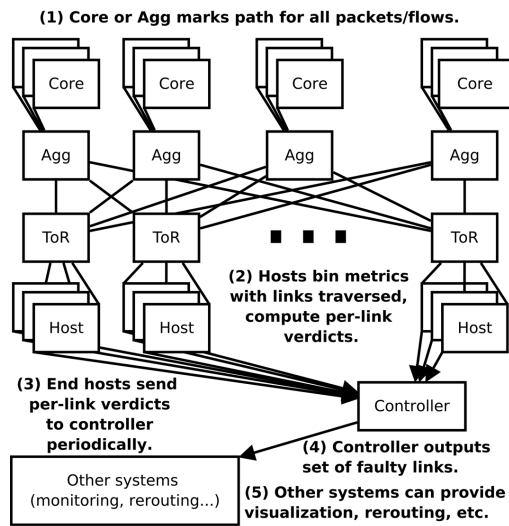 (1) Core or Agg marks path for all packets/flows.
Core
Core
Core
Core
Agg
Agg
Agg
Agg
ToR
ToR
ToR
(2) Hosts bin metrics
with links traversed,
compute per-link
verdicts.
Host
Host
Host
(3) End hosts send
per-link verdicts
to controller
periodically.
Controller
(4) Controller outputs
set of faulty links.
Other systems
(monitoring, rerouting...)
(5) Other systems can provide
visualization, rerouting, etc.